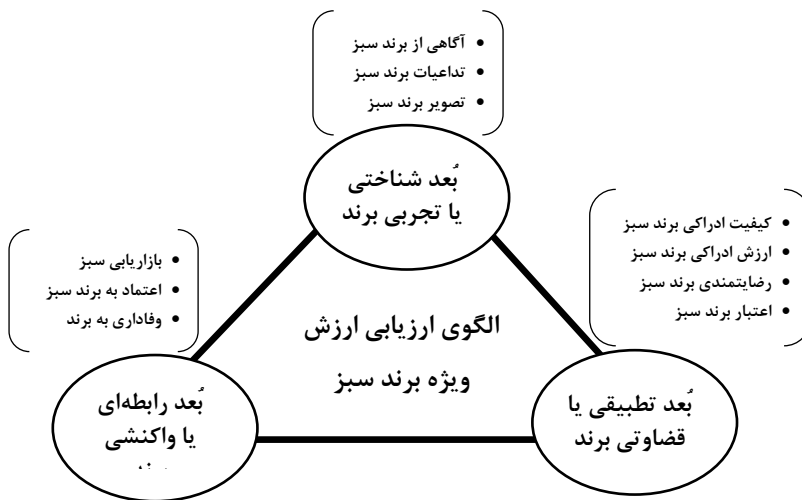 • آگاهی از برند سبز
• تداعیات برند سبز
• تصویر برند سبز
بُعد شناختی
یا تجربی برند
• کیفیت ادراکی برند سبز
• ارزش ادراکی برند سبز
• رضایتمندی برند سبز
• اعتبار برند سبز
• بازاریابی سبز
• اعتماد به برند سبز
• وفاداری به برند
الگوی ارزیابی ارزش
ویژه برند سبز
بُعد تطبیقی یا
قضاوتی برند
بُعد رابطه‌ای
یا واکنشی